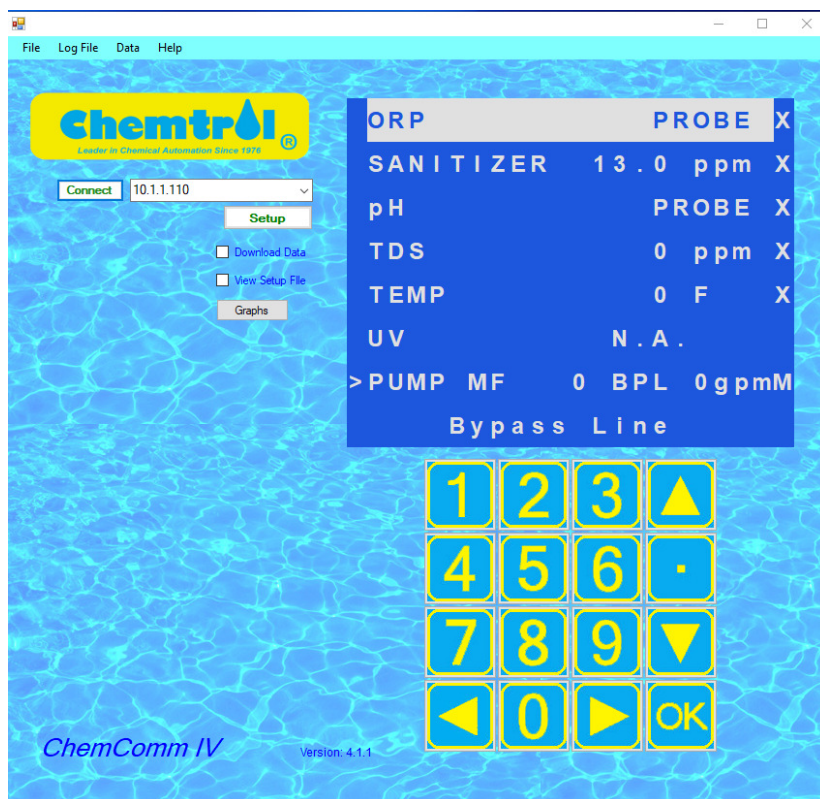 File Log File Data Help
Chemtrol ®
Leader in Chemical Automation Since 1976
Connect 10.1.1.110
Setup
Download Data
View Setup FIle
Graphs
ORP PROBE X
SANITIZER 13.0 ppm X
pH PROBE X
TDS 0 ppm X
TEMP 0 F X
UV N.A.
>PUMP MF 0 BPL 0gpmM
Bypass Line
1 2 3
4 5 6 .
7 8 9
0 OK
ChemComm IV Version: 4.1.1